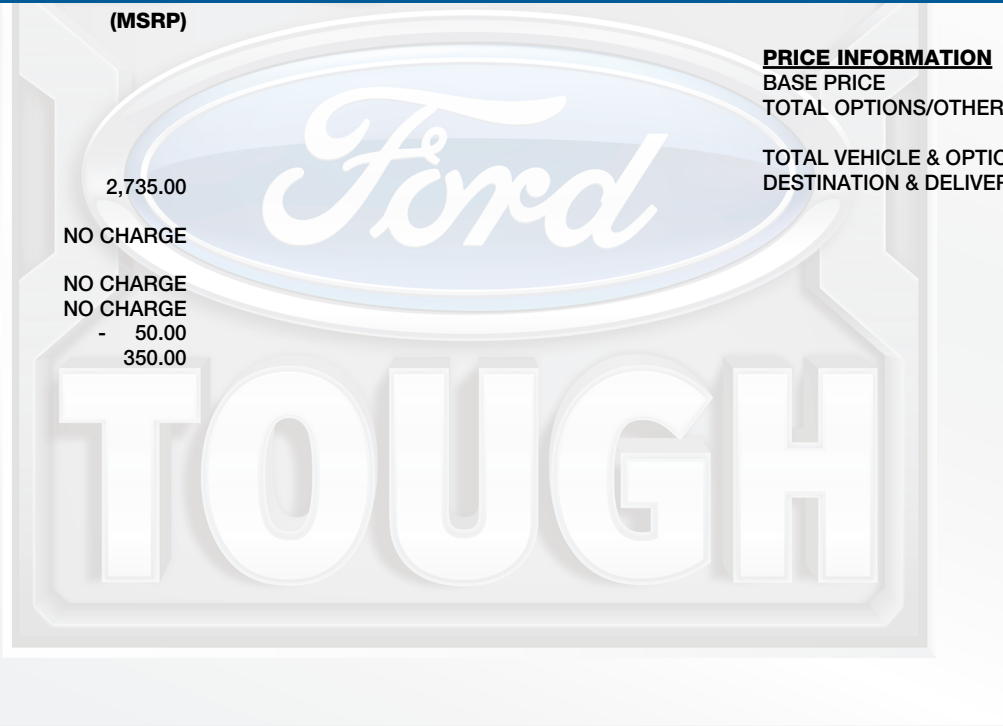 (MSRP)
2,735.00
NO CHARGE
NO CHARGE
NO CHARGE
- 50.00
350.00
PRICE INFORMATION
BASE PRICE
TOTAL OPTIONS/OTHER
TOTAL VEHICLE & OPTIO
DESTINATION & DELIVER
Ford
TOUGH